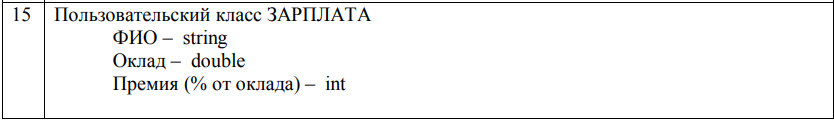 15 Пользовательский класс ЗАРПЛАТА
ФИО – string
Оклад – double
Премия (% от оклада) – int